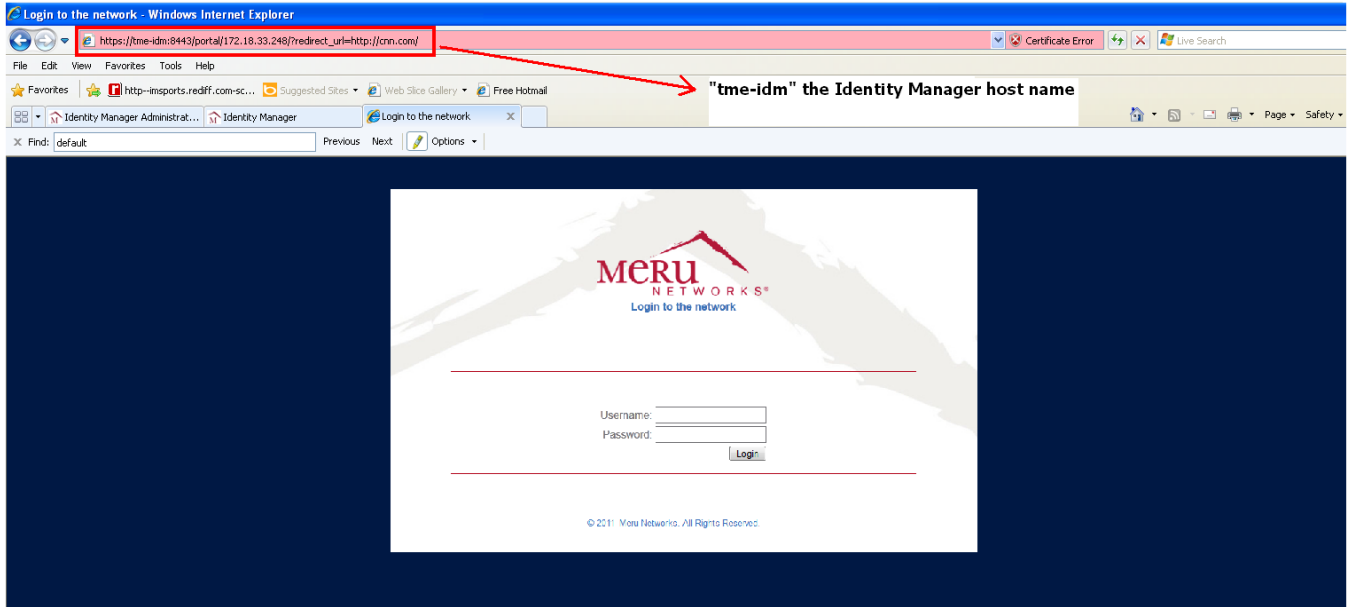 Login to the network - Windows Internet Explorer
https://tme-idm:8443/portal/172.18.33.248/?redirect_url=http://cnn.com/ Certificate Error Live Search
File Edit View Favorites Tools Help
Favorites http--imsports.rediff.com-sc... Suggested Sites Web Slice Gallery Free Hotmail
"tme-idm" the Identity Manager host name
Identity Manager Administrat... Identity Manager Login to the network X Page Safety
X Find: default Previous Next Options
MERU
NETWORKS®
Login to the network
Username:
Password:
Login
© 2011 Meru Networks. All Rights Reserved.